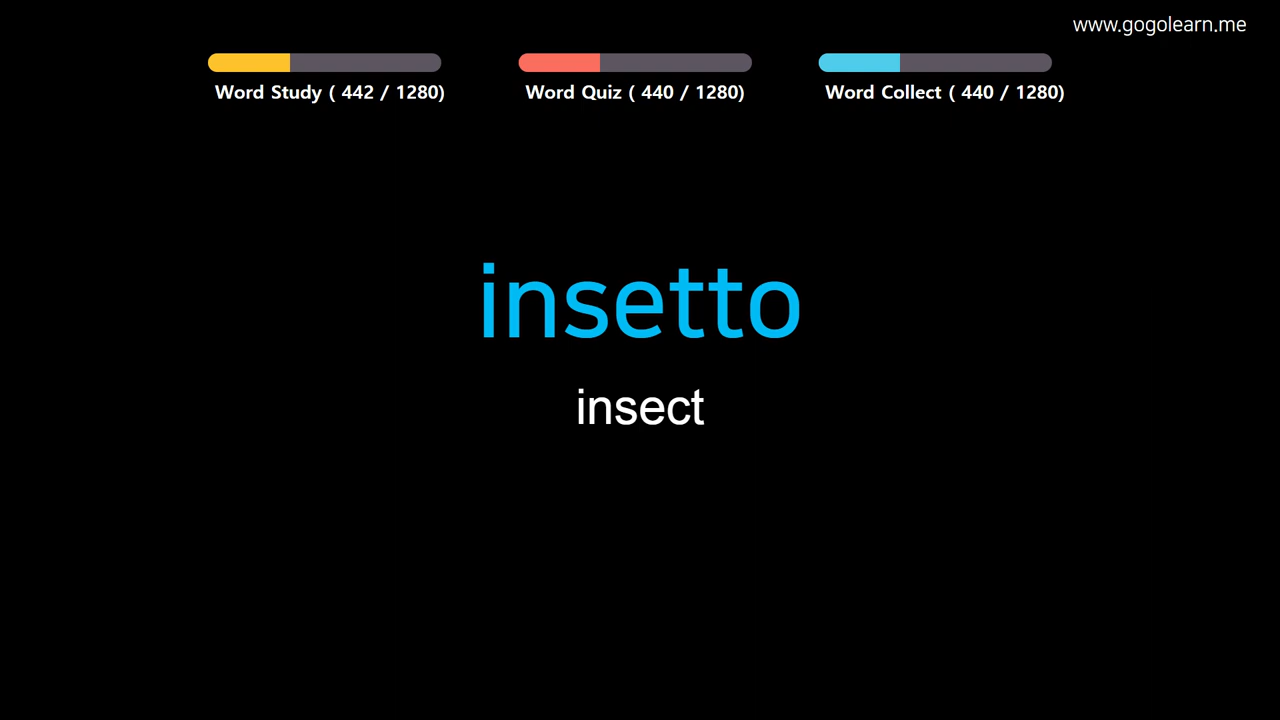 www.gogolearn.me
Word Study ( 442 / 1280)
Word Quiz ( 440 / 1280)
Word Collect ( 440 / 1280)
insetto
insect